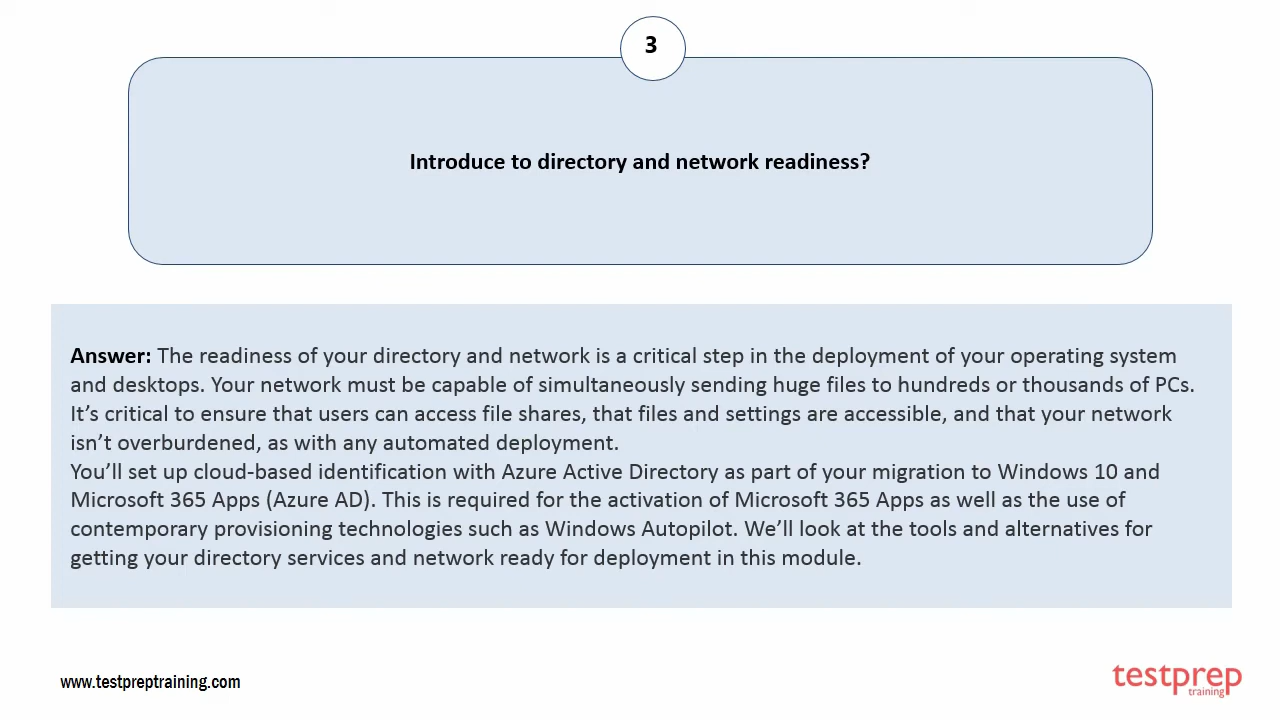 3
Introduce to directory and network readiness?
Answer: The readiness of your directory and network is a critical step in the deployment of your operating system
and desktops. Your network must be capable of simultaneously sending huge files to hundreds or thousands of PCs.
It’s critical to ensure that users can access file shares, that files and settings are accessible, and that your network
isn’t overburdened, as with any automated deployment.
You’ll set up cloud-based identification with Azure Active Directory as part of your migration to Windows 10 and
Microsoft 365 Apps (Azure AD). This is required for the activation of Microsoft 365 Apps as well as the use of
contemporary provisioning technologies such as Windows Autopilot. We’ll look at the tools and alternatives for
getting your directory services and network ready for deployment in this module.
www.testpreptraining.com
testprep
training